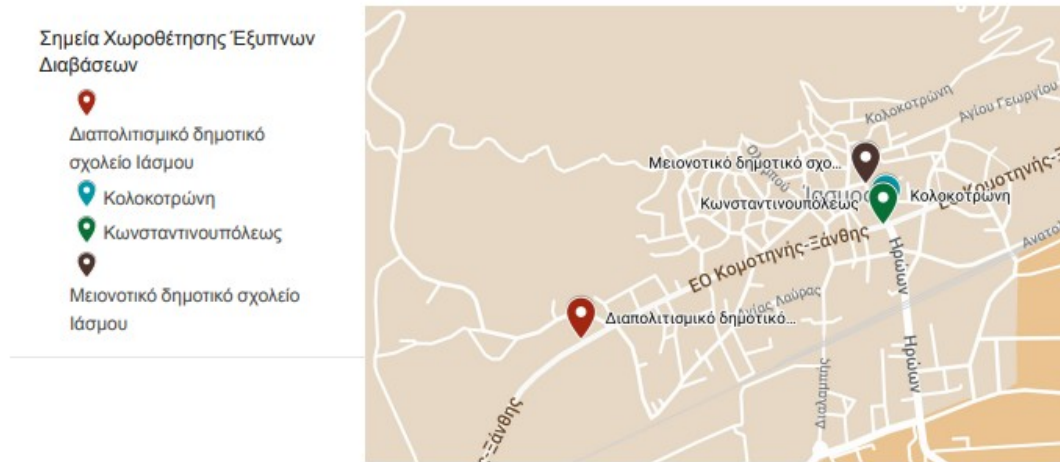 Σημεία Χωροθέτησης Έξυπνων
Διαβάσεων
Διαπολιτισμικό δημοτικό
σχολείο Ιάσμου
Κολοκοτρώνη
Κωνσταντινουπόλεως
Μειονοτικό δημοτικό σχολείο
Ιάσμου
Κολοκοτρώνη
Αγίου Γεωργίου
Ολύμπου
Μειονοτικό δημοτικό σχο...
Κωνσταντινουπόλεως
Κολοκοτρώνη
ΕΟ Κομοτηνής-Ξάνθης
Ηρώων
Αγίας Λαύρας
Διαπολιτισμικό δημοτικό...
Ηρώων
Διαλαμπής
-Ξάνθης